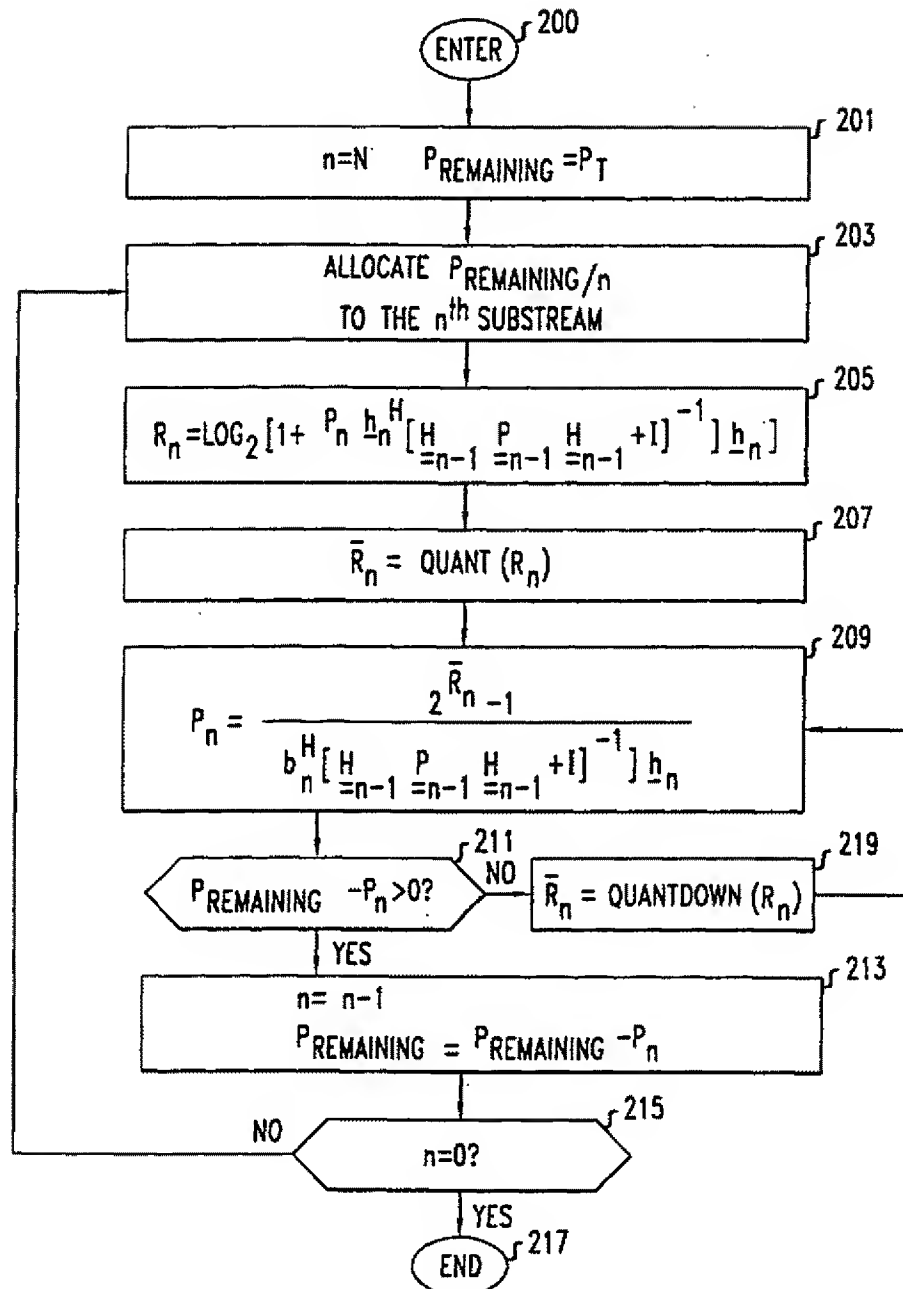 200
ENTER
201
n=N P_REMAINING =P_T
203
ALLOCATE P_REMAINING/n
TO THE n^th SUBSTREAM
205
R_n=LOG_2[1+ P_n h_n^H[H_n-1 P_n-1 H_n-1 +I]^-1] h_n]
207
R̄_n = QUANT (R_n)
209
P_n = 2^R̄_n -1
b_n^H[H_n-1 P_n-1 H_n-1 +I]^-1] h_n
211
P_REMAINING -P_n>0?
NO
219
R̄_n = QUANTDOWN (R_n)
YES
213
n= n-1
P_REMAINING = P_REMAINING -P_n
215
NO
n=0?
YES
217
END